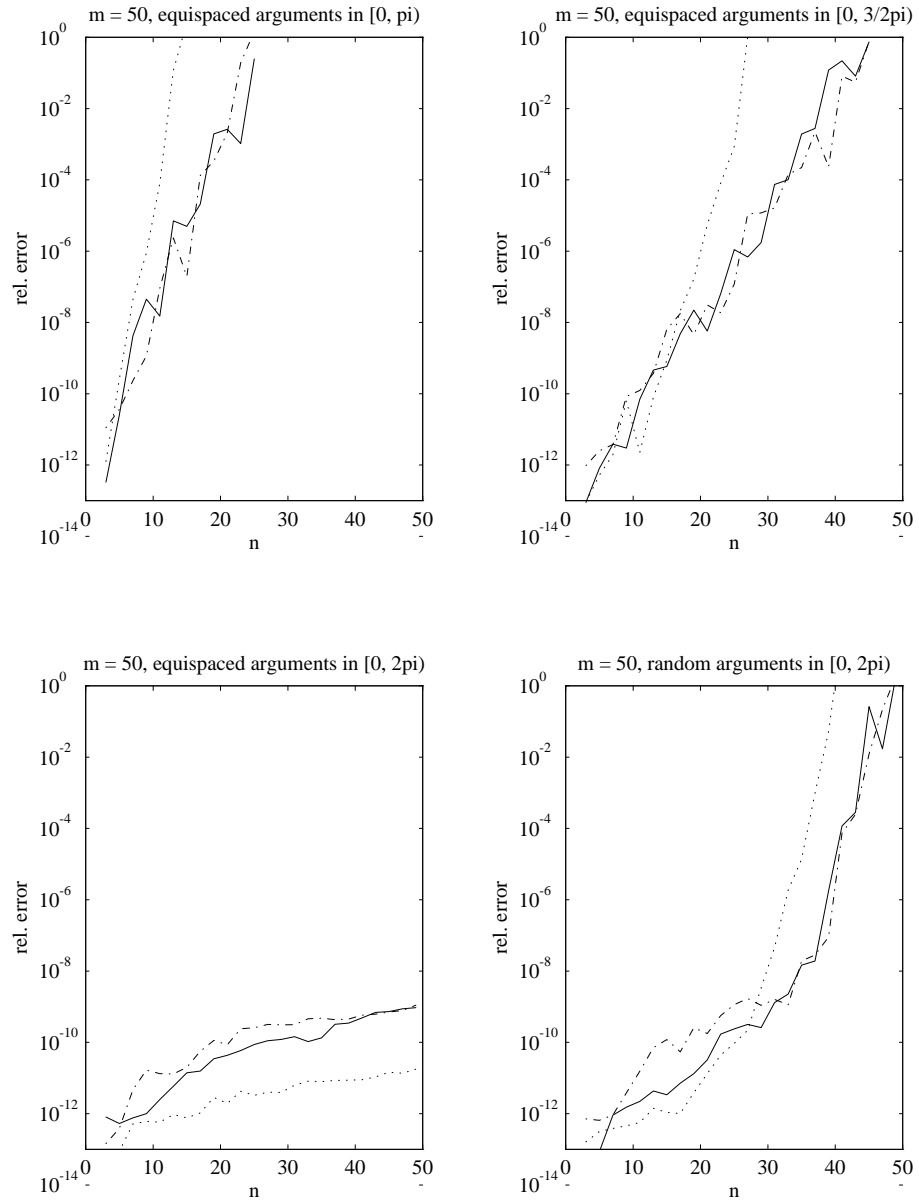 m = 50, equispaced arguments in [0, pi)
10^0
10^-2
10^-4
10^-6
10^-8
10^-10
10^-12
10^-14
rel. error
0 10 20 30 40 50
- -
n
m = 50, equispaced arguments in [0, 3/2pi)
10^0
10^-2
10^-4
10^-6
10^-8
10^-10
10^-12
10^-14
rel. error
0 10 20 30 40 50
- -
n
m = 50, equispaced arguments in [0, 2pi)
10^0
10^-2
10^-4
10^-6
10^-8
10^-10
10^-12
10^-14
rel. error
0 10 20 30 40 50
- -
n
m = 50, random arguments in [0, 2pi)
10^0
10^-2
10^-4
10^-6
10^-8
10^-10
10^-12
10^-14
rel. error
0 10 20 30 40 50
- -
n